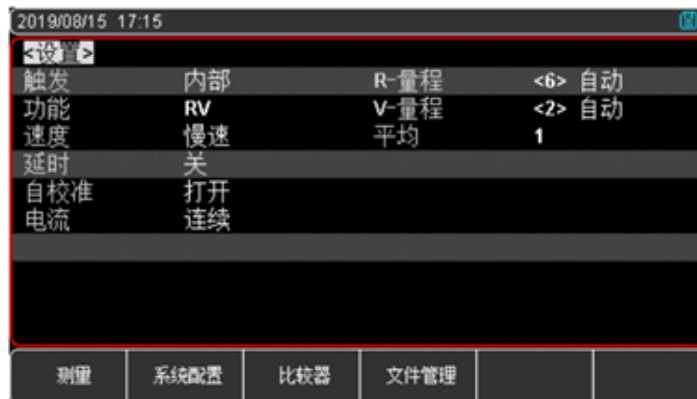 2019/08/15 17:15
<设置>
触发 内部 R-量程 <6> 自动
功能 RV V-量程 <2> 自动
速度 慢速 平均 1
延时 关
自校准 打开
电流 连续
测量 系统配置 比较器 文件管理